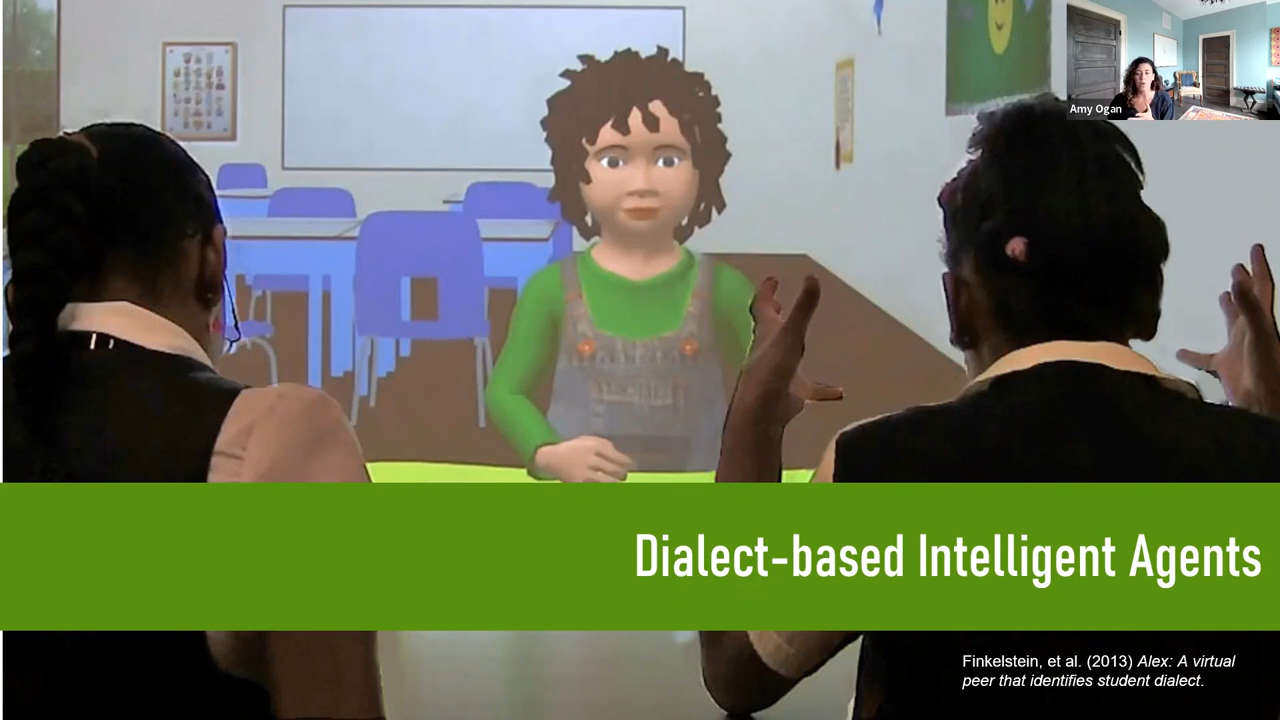 Amy Ogan
Dialect-based Intelligent Agents
Finkelstein, et al. (2013) Alex: A virtual
peer that identifies student dialect.